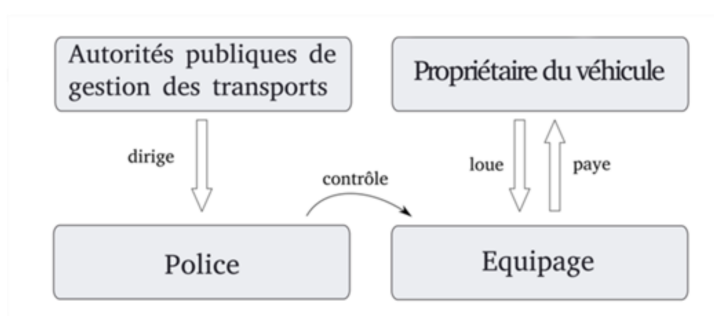 Autorités publiques de
gestion des transports
Propriétaire du véhicule
dirige
loue
paye
contrôle
Police
Equipage